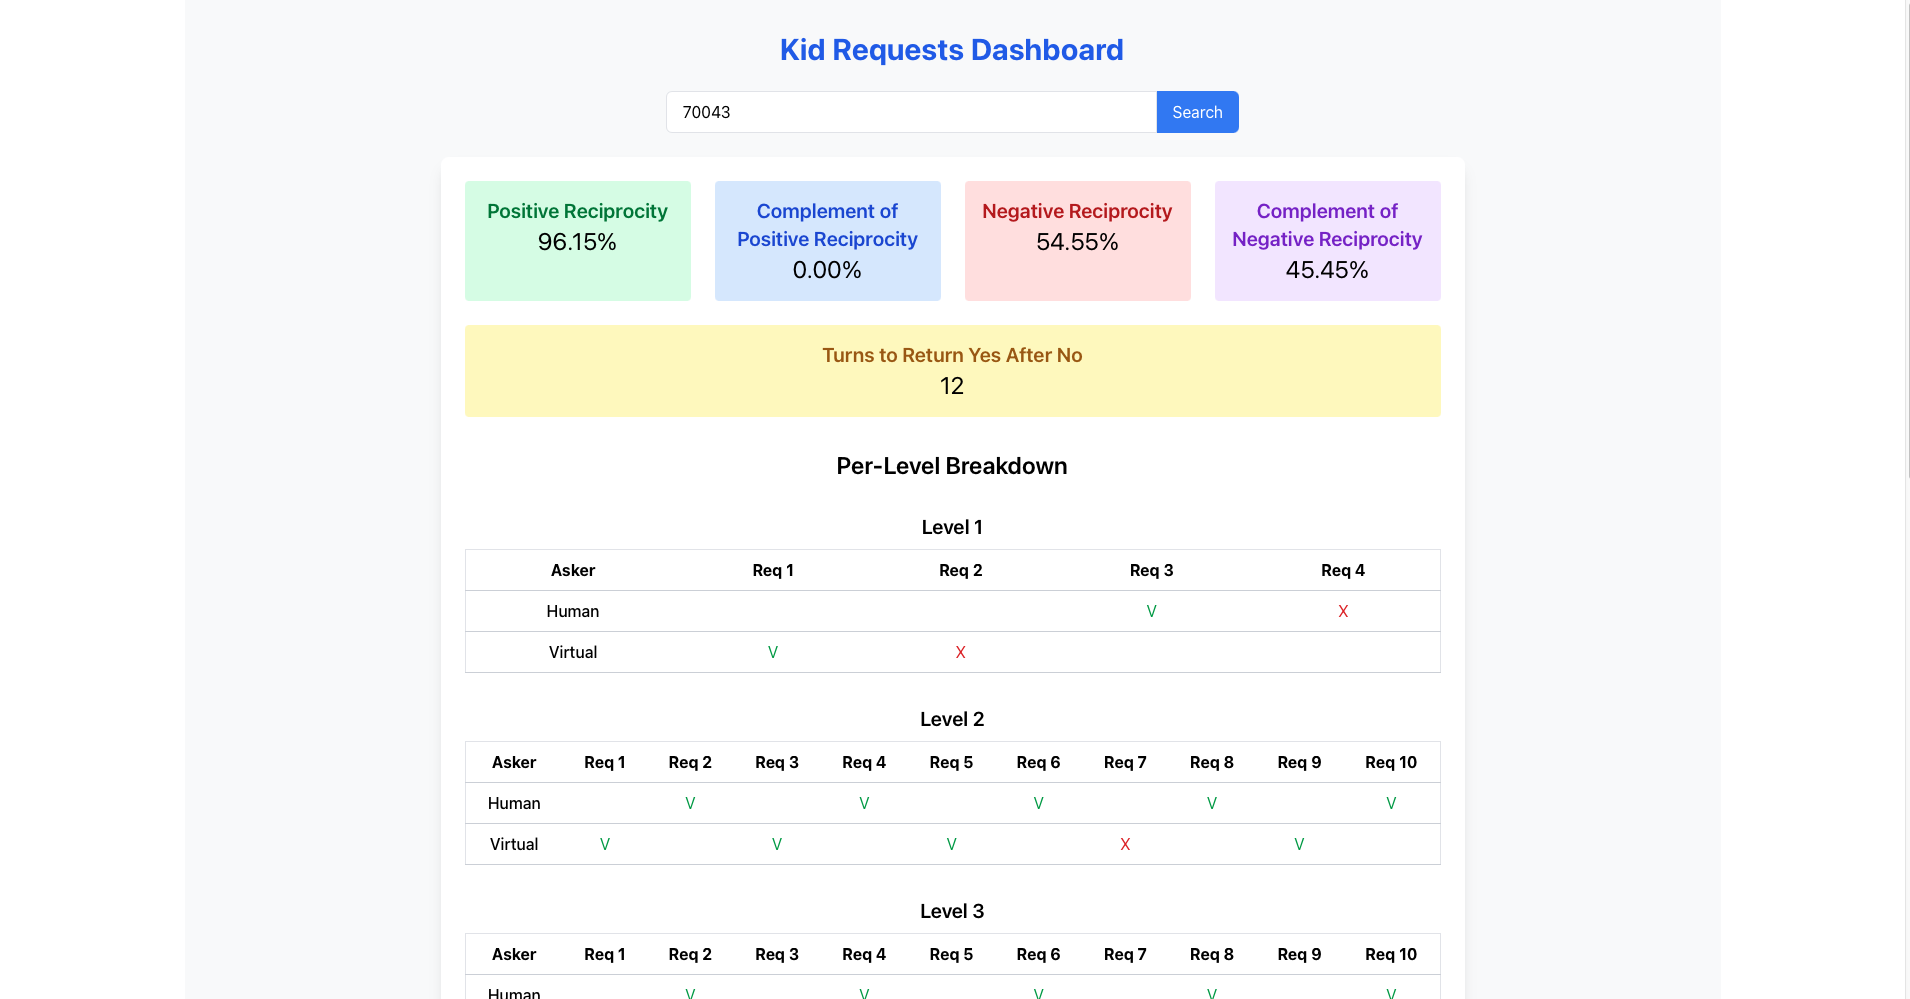 Kid Requests Dashboard
70043 Search
Positive Reciprocity
96.15%
Complement of
Positive Reciprocity
0.00%
Negative Reciprocity
54.55%
Complement of
Negative Reciprocity
45.45%
Turns to Return Yes After No
12
Per-Level Breakdown
Level 1
Asker Req 1 Req 2 Req 3 Req 4
Human V X
Virtual V X
Level 2
Asker Req 1 Req 2 Req 3 Req 4 Req 5 Req 6 Req 7 Req 8 Req 9 Req 10
Human V V V V V
Virtual V V V X V
Level 3
Asker Req 1 Req 2 Req 3 Req 4 Req 5 Req 6 Req 7 Req 8 Req 9 Req 10
Human V V V V V